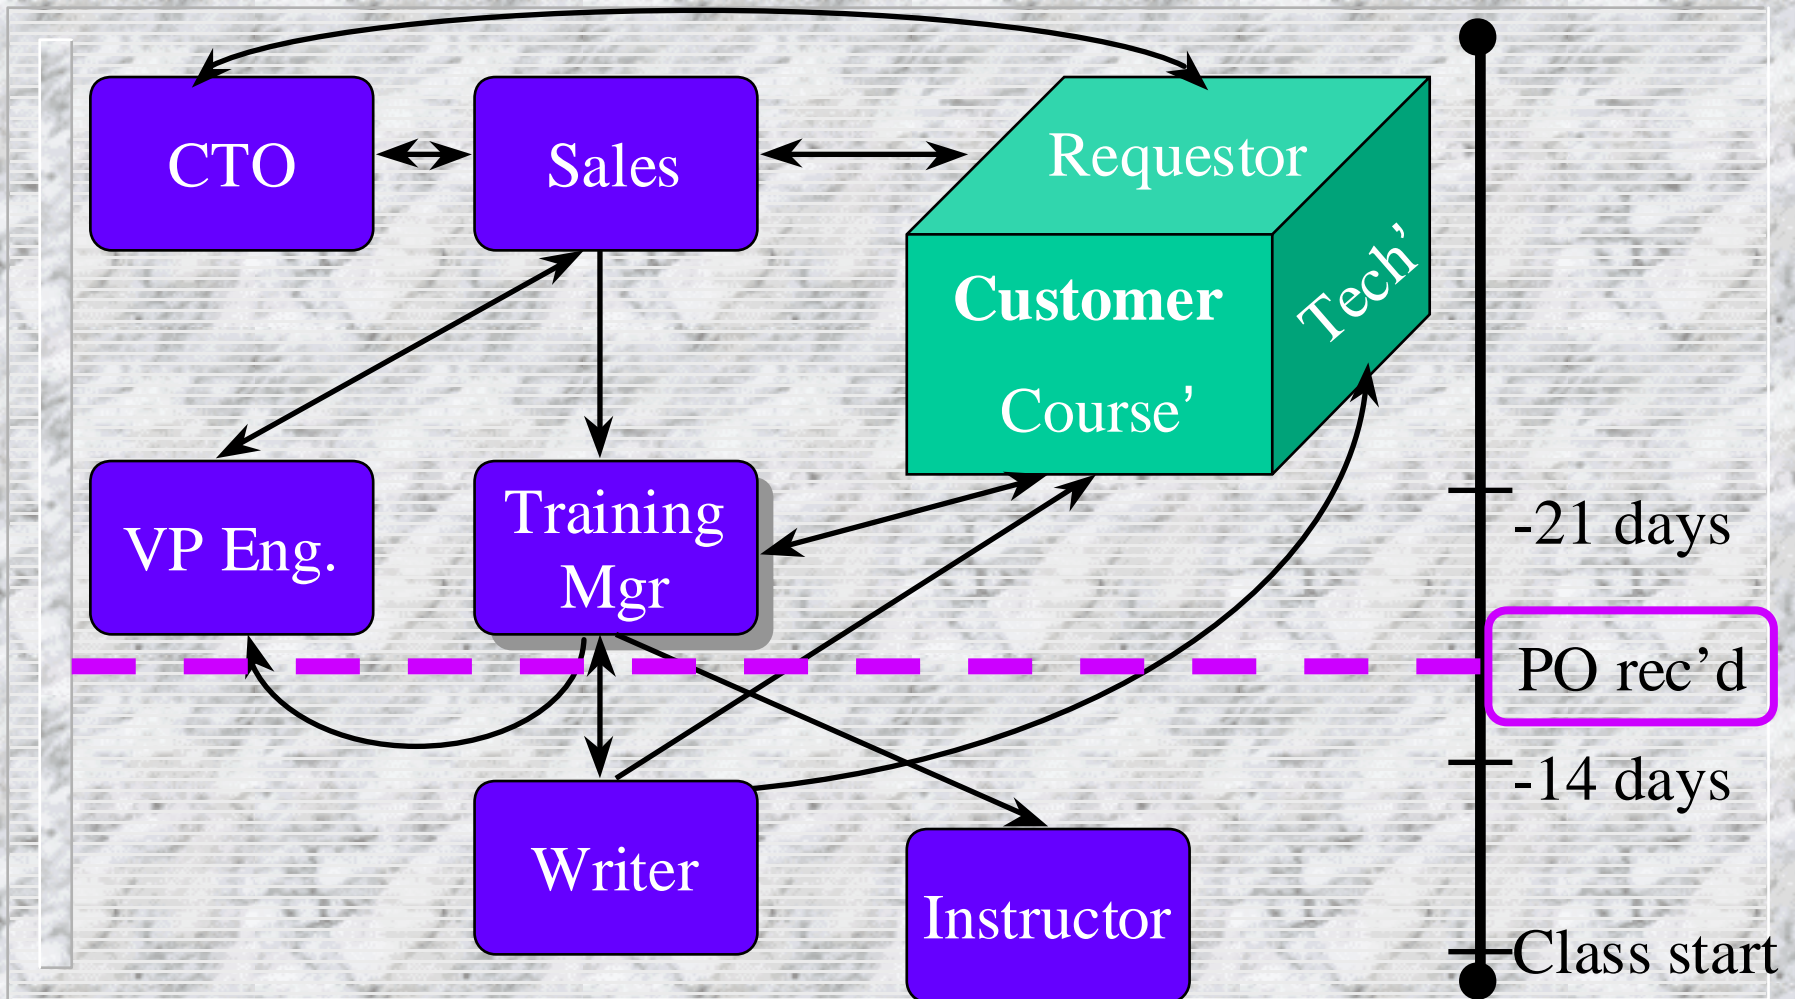 CTO
Sales
Requestor
Tech’
Customer
Course’
VP Eng.
Training
Mgr
-21 days
PO rec’d
-14 days
Writer
Instructor
Class start